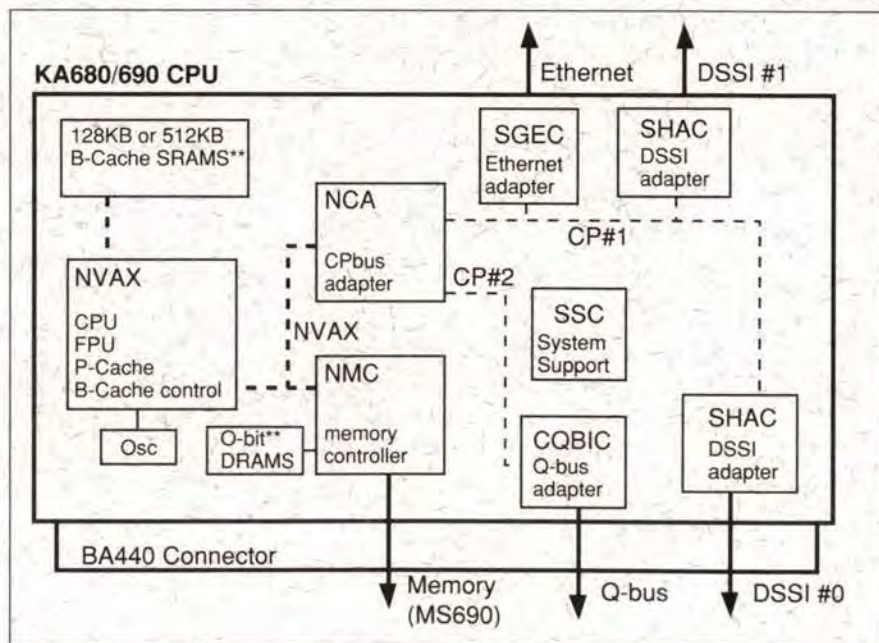 Ethernet
DSSI #1
KA680/690 CPU
128KB or 512KB
B-Cache SRAMS**
SGEC
Ethernet
adapter
SHAC
DSSI
adapter
NCA
CPbus
adapter
CP#1
CP#2
NVAX
CPU
FPU
P-Cache
B-Cache control
NVAX
SSC
System
Support
NMC
memory
controller
Osc
O-bit**
DRAMS
CQBIC
Q-bus
adapter
SHAC
DSSI
adapter
BA440 Connector
Memory
(MS690)
Q-bus
DSSI #0